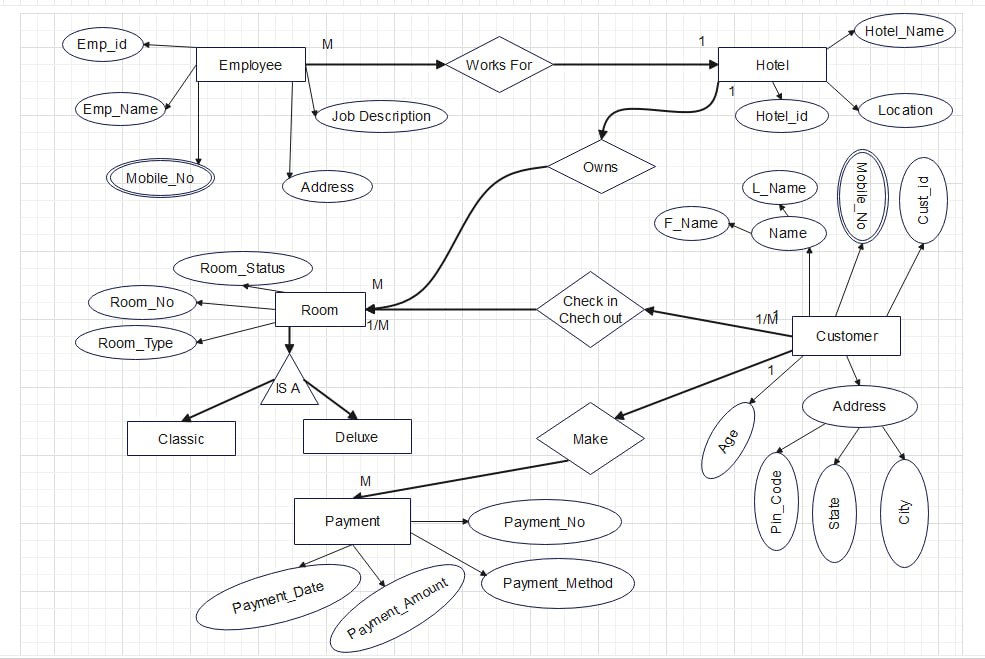 Hotel_Name
Emp_id
M
1
Employee
Works For
Hotel
1
Emp_Name
Job Description
Hotel_id
Location
Mobile_No
Address
Owns
L_Name
Mobile_No
Cust_id
F_Name
Name
Room_Status
M
Room_No
Room
Check in
Chech out
1/M
1/M
1
Customer
Room_Type
1
IS A
Classic
Deluxe
Make
Age
Address
M
Pin_Code
State
City
Payment
Payment_No
Payment_Date
Payment_Amount
Payment_Method